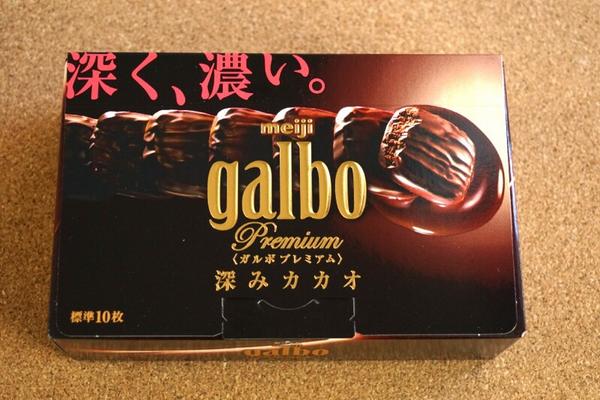 深く、濃い。
meiji
galbo
Premium
〈ガルボプレミアム〉
深みカカオ
標準10枚
galbo